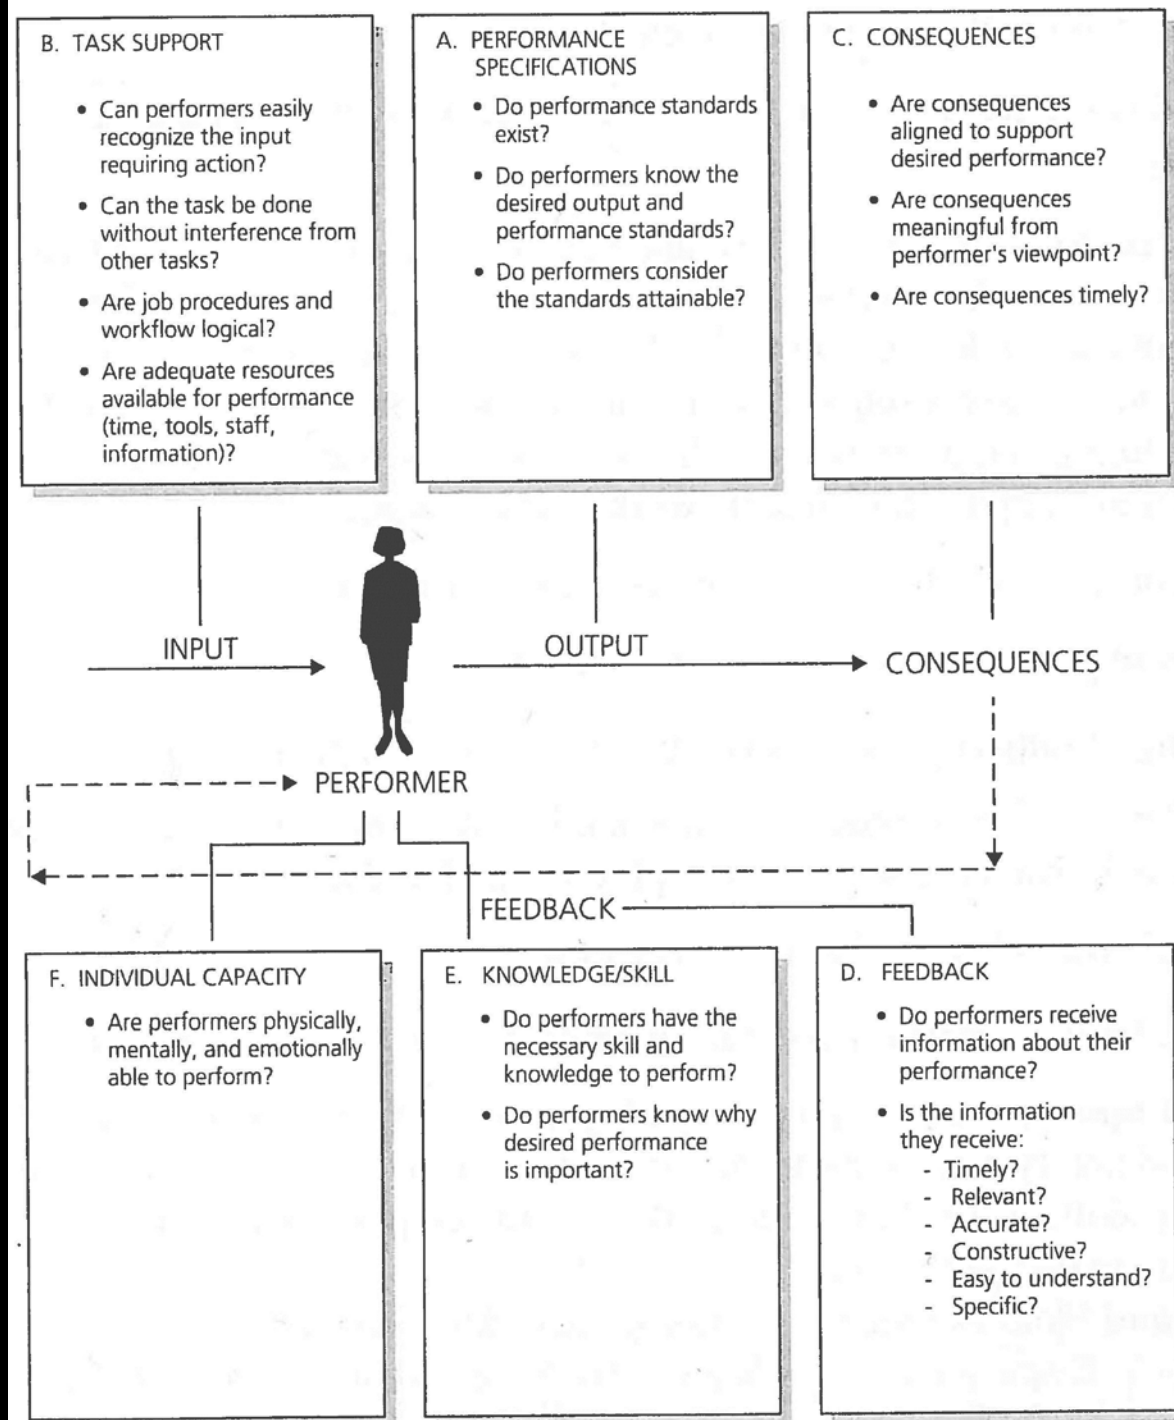 B. TASK SUPPORT
• Can performers easily
recognize the input
requiring action?
• Can the task be done
without interference from
other tasks?
• Are job procedures and
workflow logical?
• Are adequate resources
available for performance
(time, tools, staff,
information)?
A. PERFORMANCE
SPECIFICATIONS
• Do performance standards
exist?
• Do performers know the
desired output and
performance standards?
• Do performers consider
the standards attainable?
C. CONSEQUENCES
• Are consequences
aligned to support
desired performance?
• Are consequences
meaningful from
performer's viewpoint?
• Are consequences timely?
INPUT
OUTPUT
CONSEQUENCES
PERFORMER
FEEDBACK
F. INDIVIDUAL CAPACITY
• Are performers physically,
mentally, and emotionally
able to perform?
E. KNOWLEDGE/SKILL
• Do performers have the
necessary skill and
knowledge to perform?
• Do performers know why
desired performance
is important?
D. FEEDBACK
• Do performers receive
information about their
performance?
• Is the information
they receive:
- Timely?
- Relevant?
- Accurate?
- Constructive?
- Easy to understand?
- Specific?